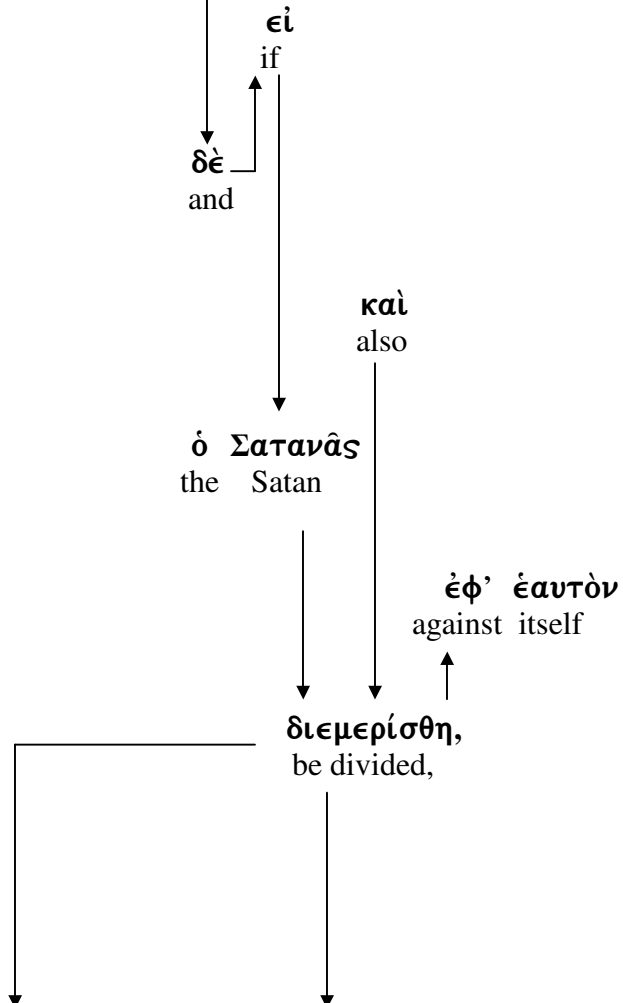 εἰ
if
δὲ
and
καὶ
also
ὁ Σατανᾶς
the Satan
ἐφ’ ἑαυτὸν
against itself
διεμερίσθη,
be divided,